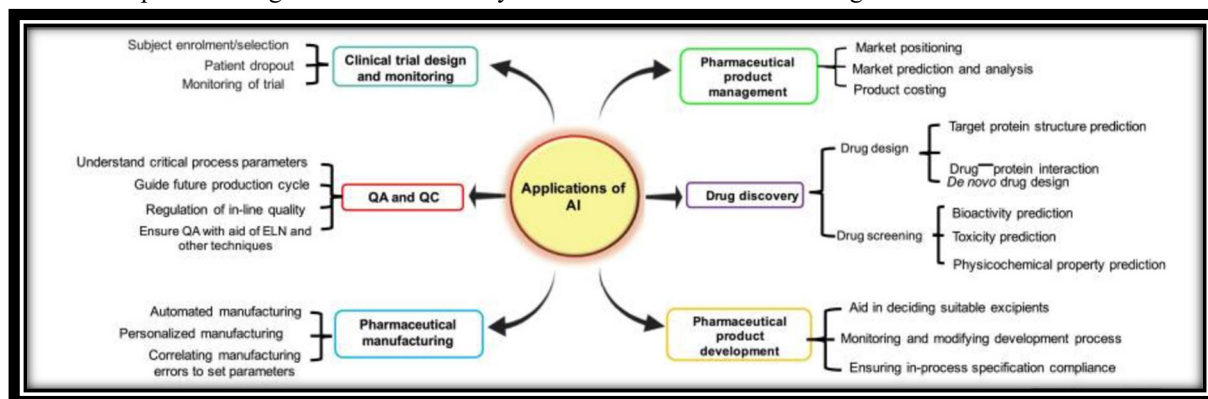 Subject enrolment/selection
Patient dropout
Monitoring of trial
Clinical trial design
and monitoring
Pharmaceutical
product
management
Market positioning
Market prediction and analysis
Product costing
Understand critical process parameters
Guide future production cycle
Regulation of in-line quality
Ensure QA with aid of ELN and
other techniques
QA and QC
Applications of
AI
Drug discovery
Drug design
Target protein structure prediction
Drug—protein interaction
De novo drug design
Drug screening
Bioactivity prediction
Toxicity prediction
Physicochemical property prediction
Automated manufacturing
Personalized manufacturing
Correlating manufacturing
errors to set parameters
Pharmaceutical
manufacturing
Pharmaceutical
product
development
Aid in deciding suitable excipients
Monitoring and modifying development process
Ensuring in-process specification compliance